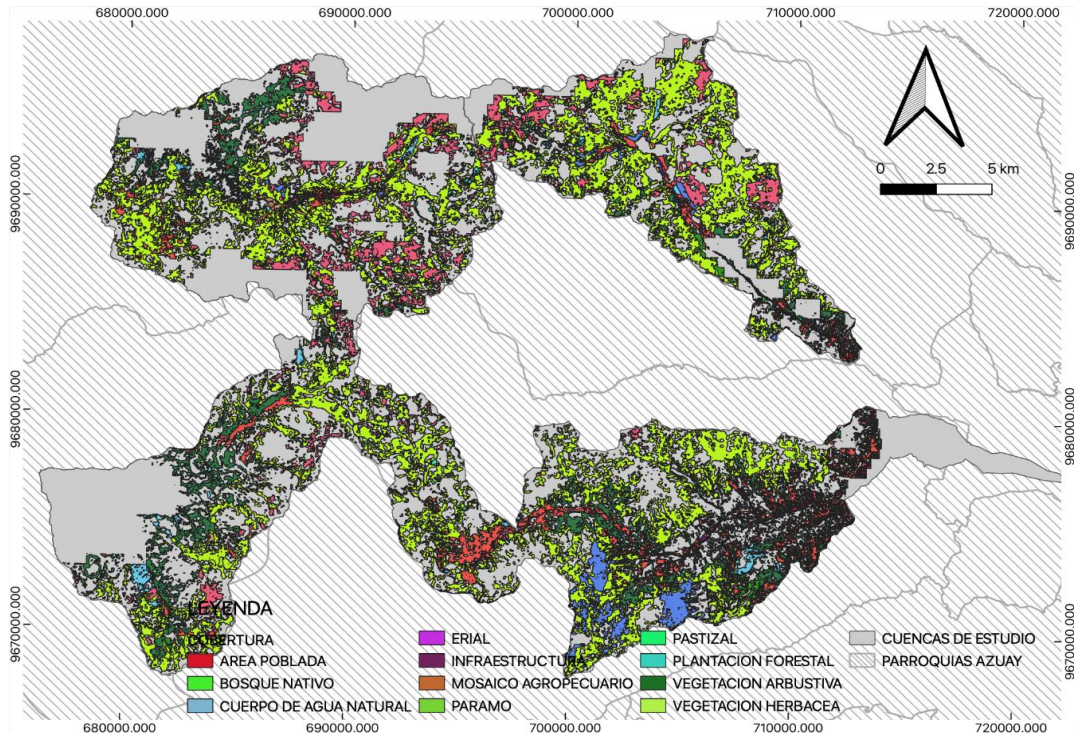 6800000.000 6900000.000 700000.000 710000.000 720000.000
0 2.5 5 km
9690000.000 9690000.000
9680000.000 9680000.000
9670000.000 9670000.000
LEYENDA
COBERTURA
AREA POBLADA
BOSQUE NATIVO
CUERPO DE AGUA NATURAL
ERIAL
INFRAESTRUCTURA
MOSAICO AGROPECUARIO
PARAMO
PASTIZAL
PLANTACION FORESTAL
VEGETACION ARBUSTIVA
VEGETACION HERBACEA
CUENCAS DE ESTUDIO
PARROQUIAS AZUAY
680000.000 690000.000 700000.000 710000.000 720000.000